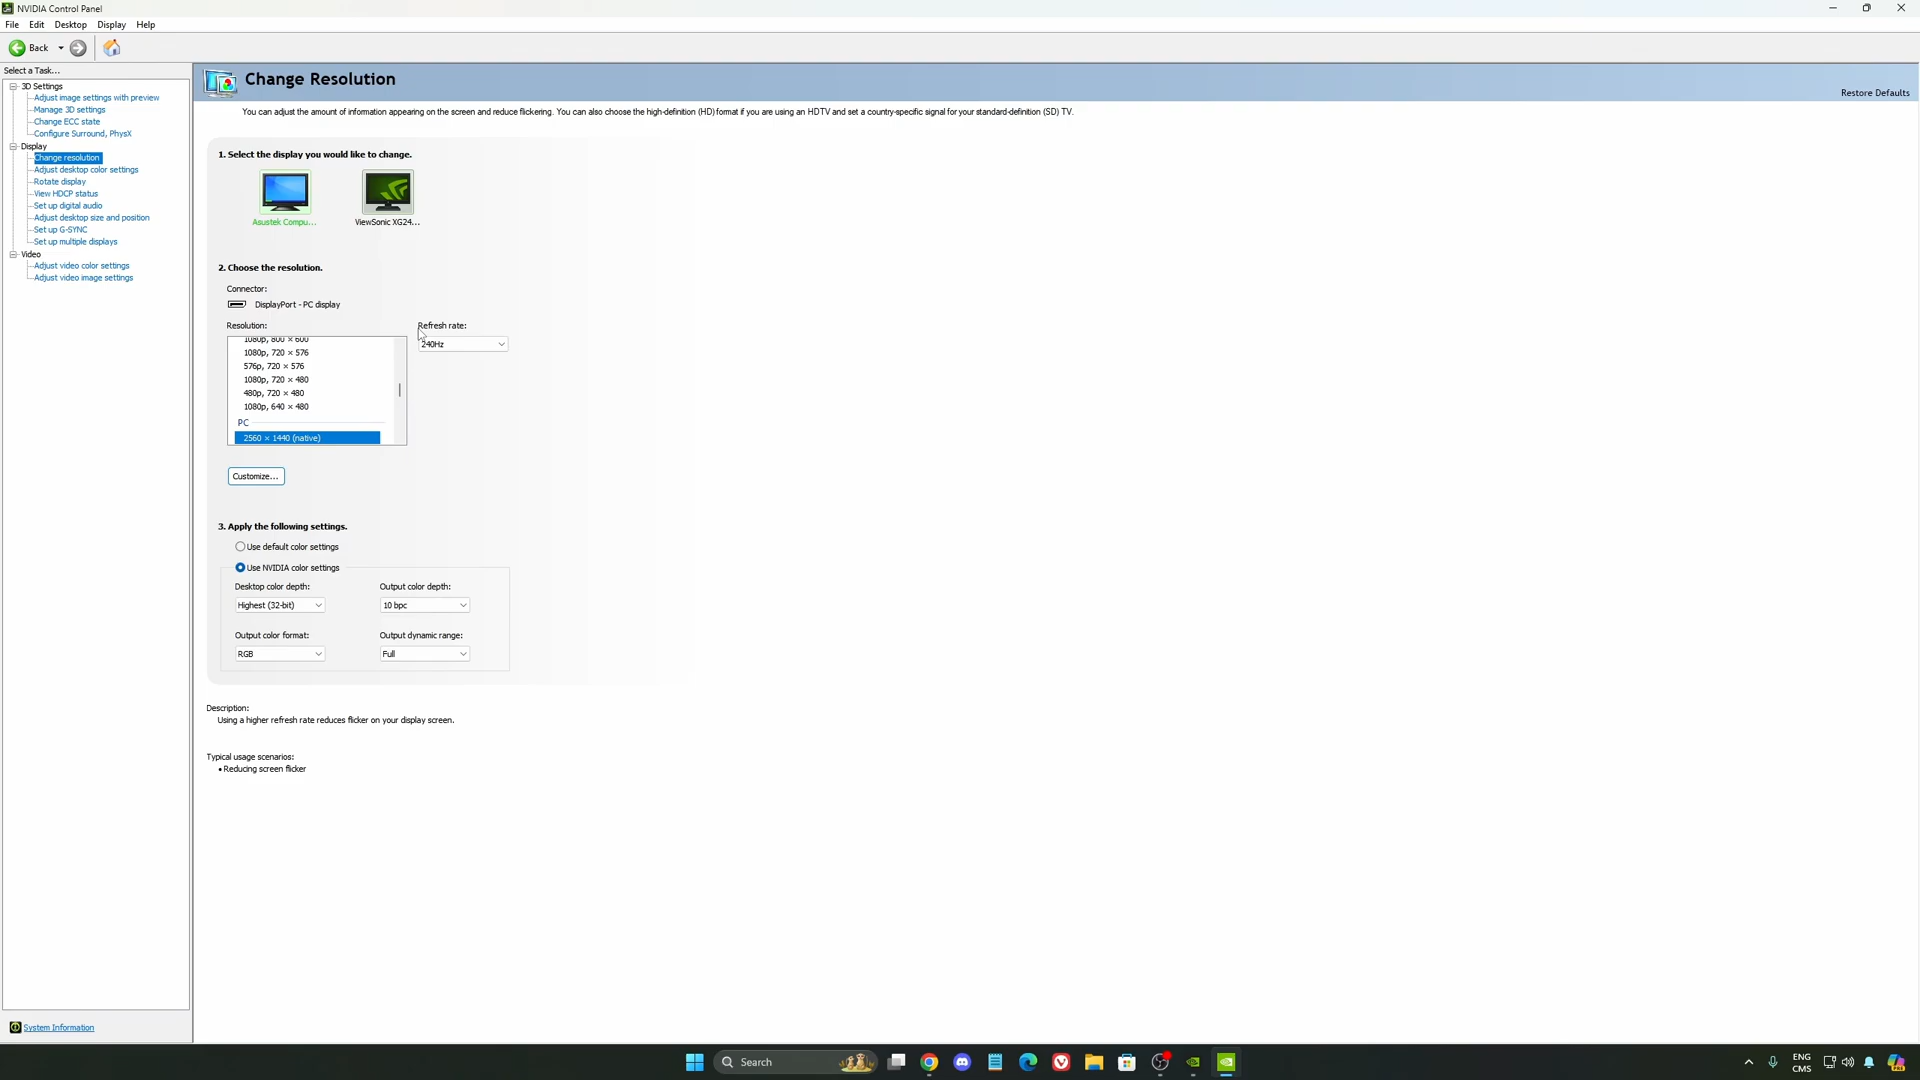 NVIDIA Control Panel
File Edit Desktop Display Help
Back
Select a Task...
3D Settings
Adjust image settings with preview
Manage 3D settings
Change ECC state
Configure Surround, PhysX
Display
Change resolution
Adjust desktop color settings
Rotate display
View HDCP status
Set up digital audio
Adjust desktop size and position
Set up G-SYNC
Set up multiple displays
Video
Adjust video color settings
Adjust video image settings
System Information
Change Resolution
Restore Defaults
You can adjust the amount of information appearing on the screen and reduce flickering. You can also choose the high-definition (HD) format if you are using an HDTV and set a country-specific signal for your standard-definition (SD) TV.
1. Select the display you would like to change.
Asustek Compu... ViewSonic XG24...
2. Choose the resolution.
Connector:
DisplayPort - PC display
Resolution: Refresh rate:
240Hz
1080p, 800 × 600
1080p, 720 × 576
576p, 720 × 576
1080p, 720 × 480
480p, 720 × 480
1080p, 640 × 480
PC
2560 × 1440 (native)
Customize...
3. Apply the following settings.
Use default color settings
Use NVIDIA color settings
Desktop color depth: Output color depth:
Highest (32-bit) 10 bpc
Output color format: Output dynamic range:
RGB Full
Description:
Using a higher refresh rate reduces flicker on your display screen.
Typical usage scenarios:
• Reducing screen flicker
Search
ENG
CMS